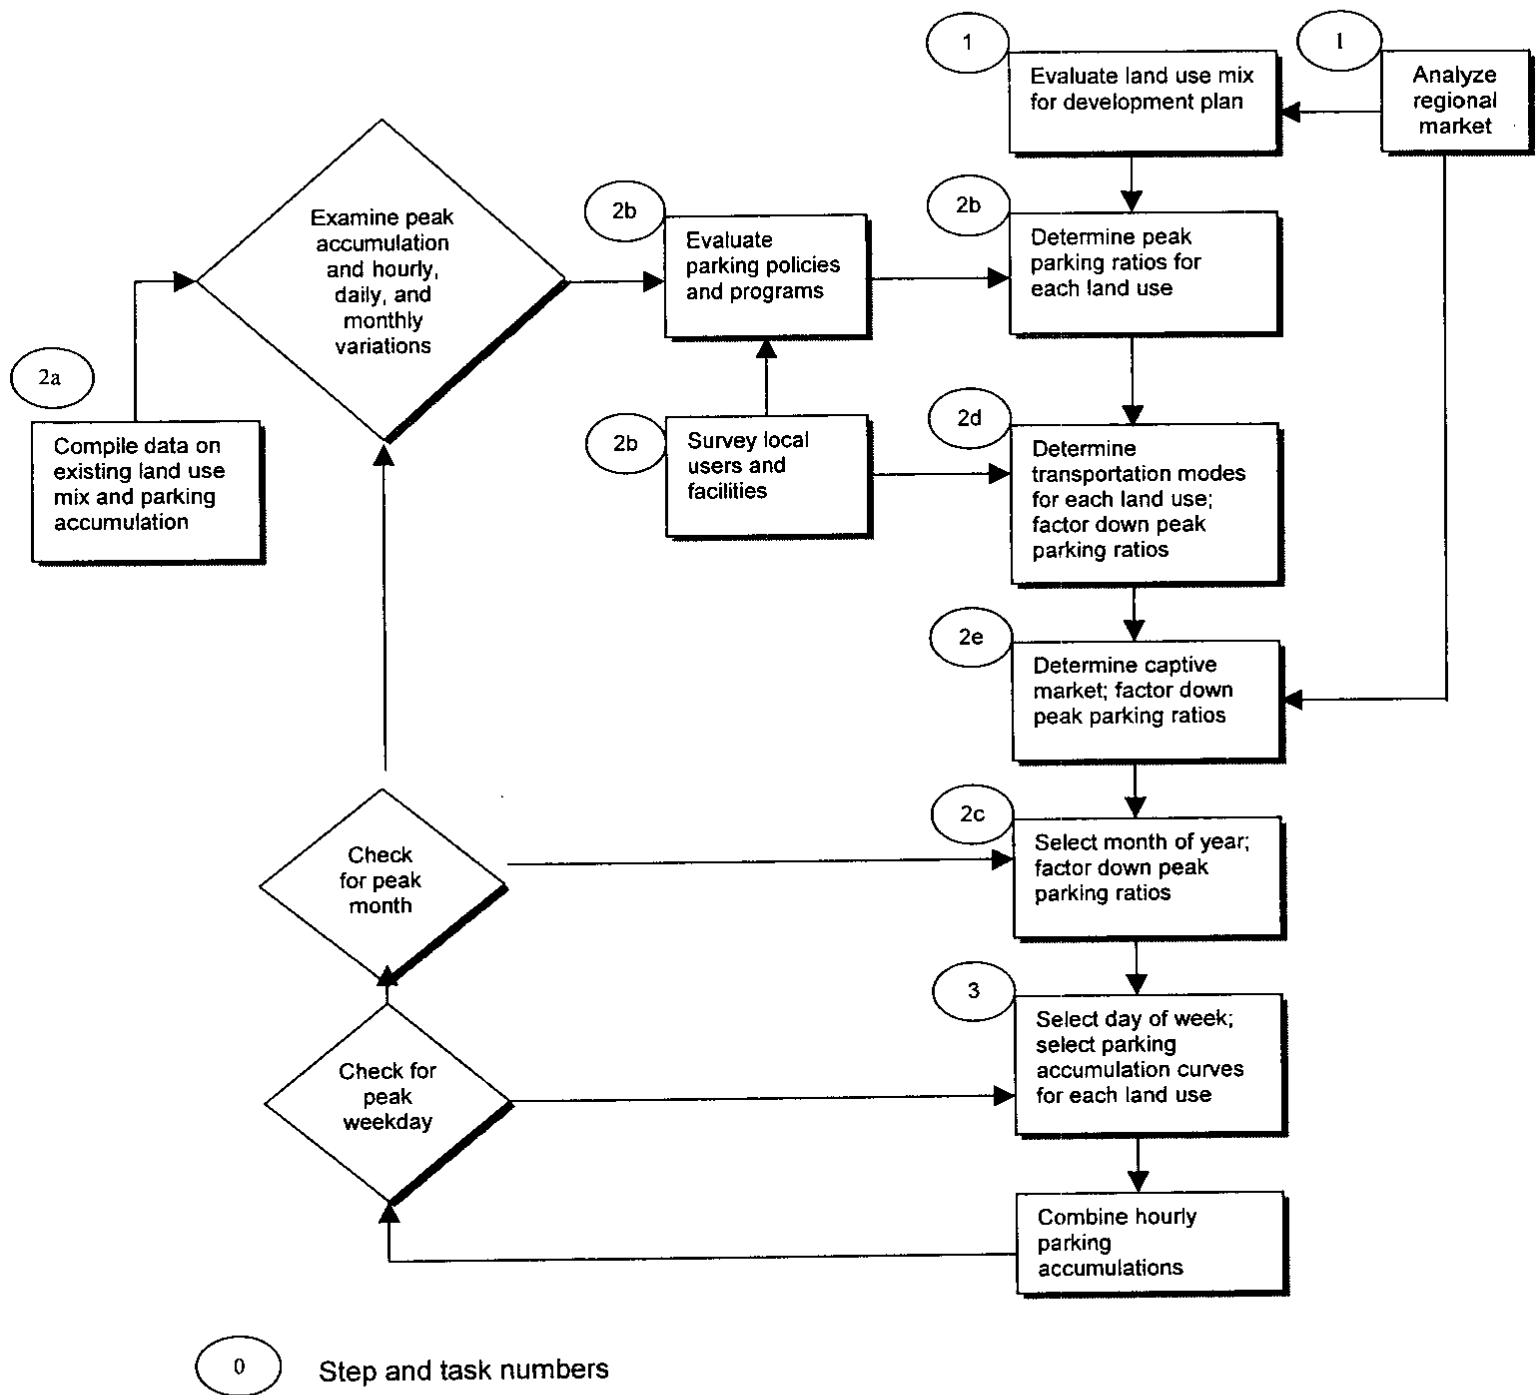 1
Evaluate land use mix
for development plan
1
Analyze
regional
market
Examine peak
accumulation
and hourly,
daily, and
monthly
variations
2b
Evaluate
parking policies
and programs
2b
Determine peak
parking ratios for
each land use
2a
Compile data on
existing land use
mix and parking
accumulation
2b
Survey local
users and
facilities
2d
Determine
transportation modes
for each land use;
factor down peak
parking ratios
2e
Determine captive
market; factor down
peak parking ratios
Check
for peak
month
2c
Select month of year;
factor down peak
parking ratios
Check for
peak
weekday
3
Select day of week;
select parking
accumulation curves
for each land use
Combine hourly
parking
accumulations
0
Step and task numbers